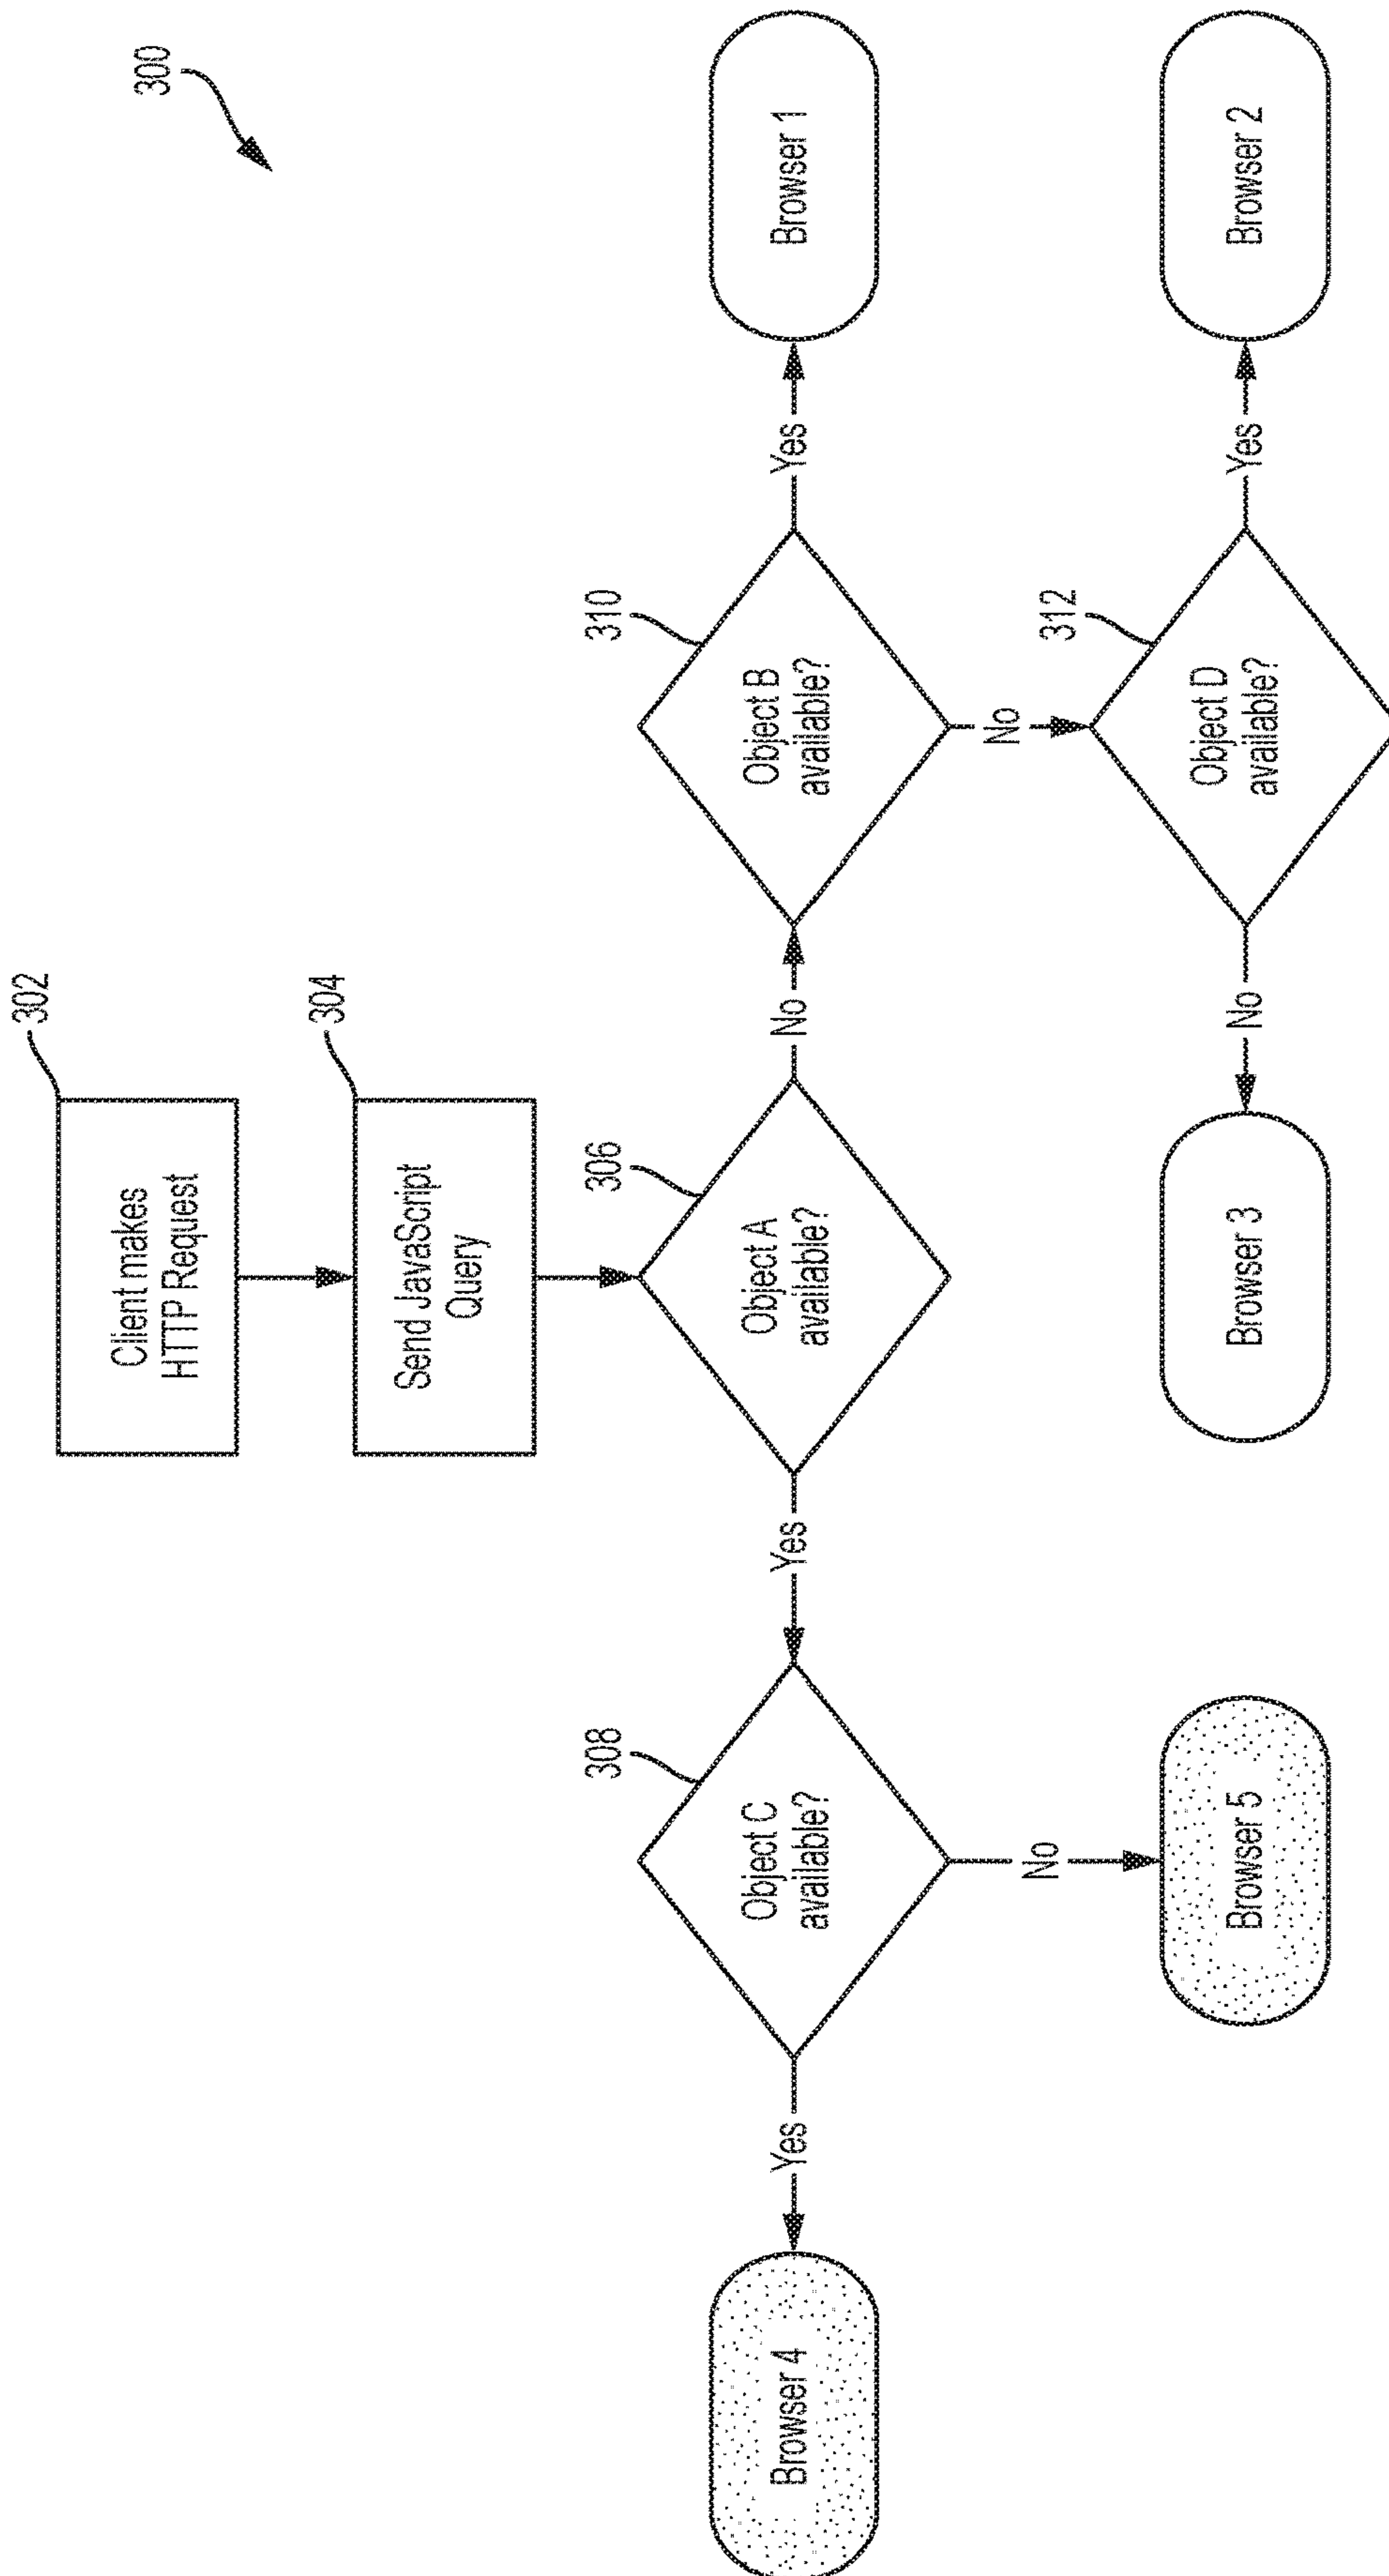 300
302
Client makes
HTTP Request
304
Send JavaScript
Query
306
Object A
available?
Yes
No
308
Object C
available?
Yes
No
Browser 4
Browser 5
310
Object B
available?
Yes
No
Browser 1
312
Object D
available?
Yes
No
Browser 2
Browser 3